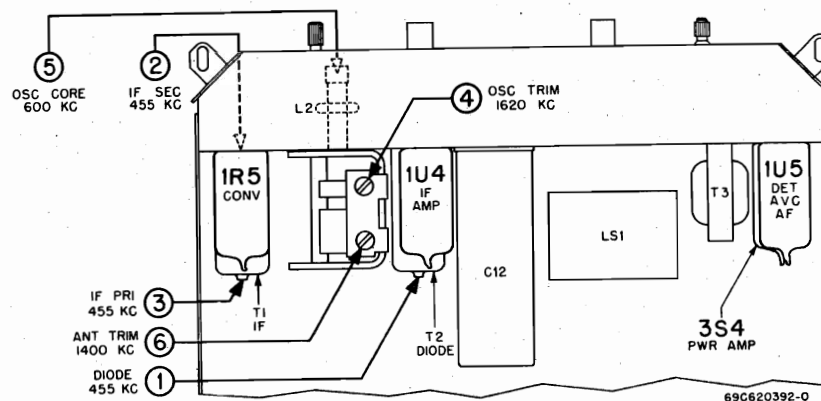 5
OSC CORE
600 KC
2
IF SEC
455 KC
L2
4
OSC TRIM
1620 KC
1R5
CONV
1U4
IF
AMP
C12
LS1
T3
1U5
DET
AVC
AF
IF PRI
455 KC
3
T1
IF
ANT TRIM
1400 KC
6
DIODE
455 KC
1
T2
DIODE
3S4
PWR AMP
69C620392-0